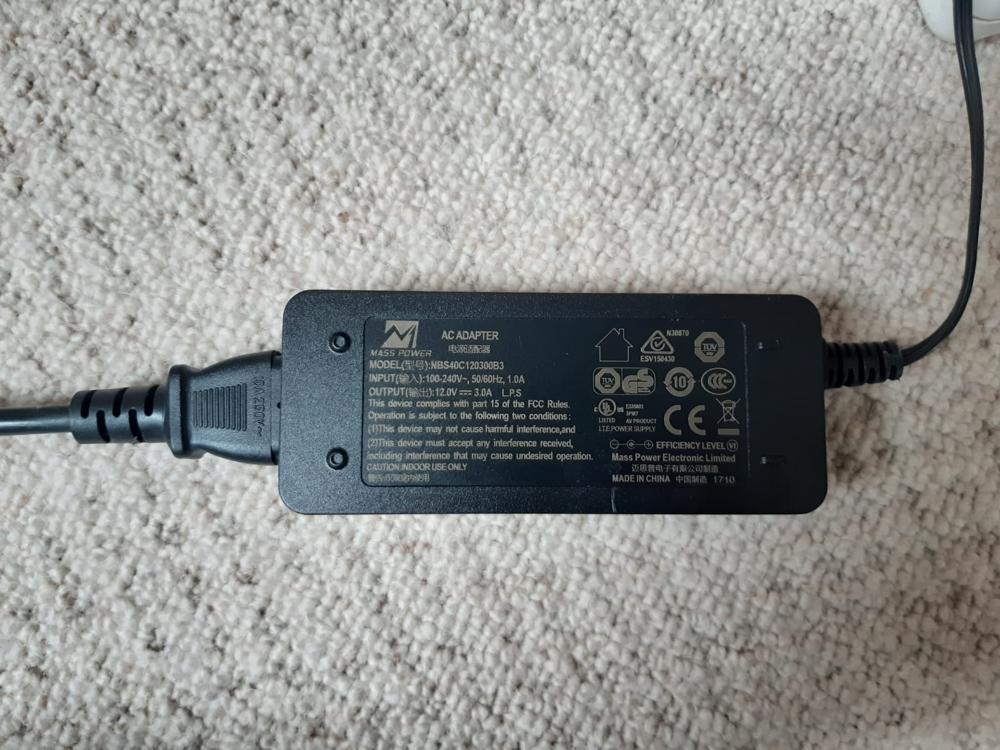 10A 250V~
MASS POWER
AC ADAPTER
电源适配器
MODEL(型号):NBS40C120300B3
INPUT(输入):100-240V~, 50/60Hz, 1.0A
OUTPUT(输出):12.0V⎓3.0A L.P.S
This device complies with part 15 of the FCC Rules.
Operation is subject to the following two conditions:
(1)This device may not cause harmful interference,and
(2)This device must accept any interference received,
including interference that may cause undesired operation.
CAUTION:INDOOR USE ONLY
警告:仅限室内使用
N30870
ESV150430
TÜV
TÜV
GS
10
CCC S&E
c UL us
LISTED
E335601
3PM7
AV PRODUCT
I.T.E.POWER SUPPLY
CE
EFFICIENCY LEVEL VI
Mass Power Electronic Limited
迈思普电子有限公司制造
MADE IN CHINA 中国制造 1710